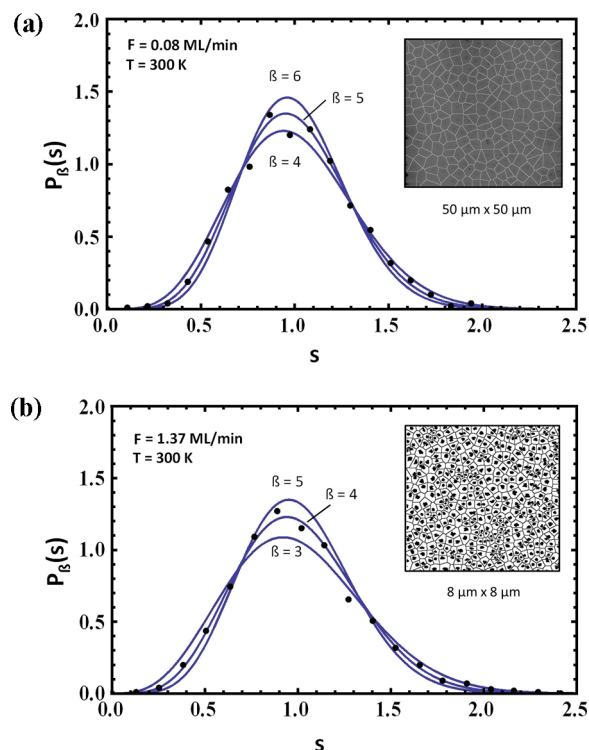 (a)
2.0
F = 0.08 ML/min
T = 300 K
ß = 6
1.5
ß = 5
Pß(s)
1.0
ß = 4
50 µm x 50 µm
0.5
0.0
0.0 0.5 1.0 1.5 2.0 2.5
s
(b)
2.0
F = 1.37 ML/min
T = 300 K
1.5
ß = 5
ß = 4
Pß(s)
1.0
ß = 3
8 µm x 8 µm
0.5
0.0
0.0 0.5 1.0 1.5 2.0 2.5
s